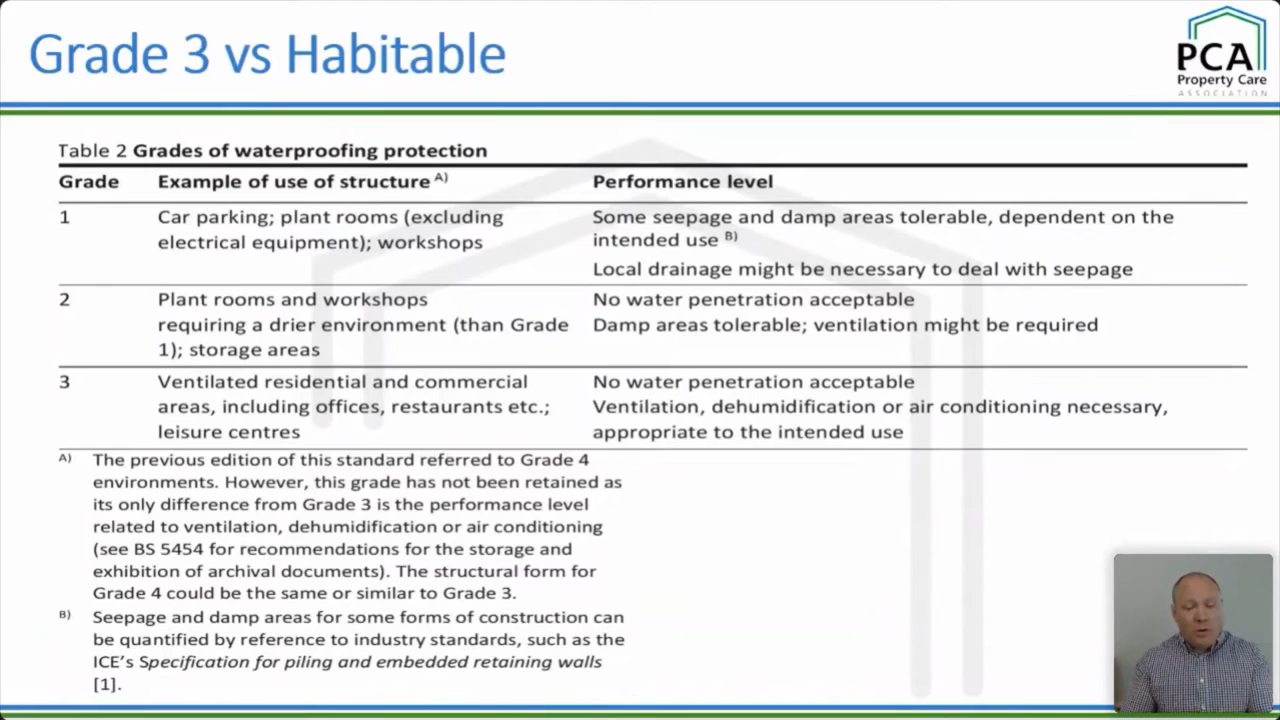 Grade 3 vs Habitable
PCA
Property Care
ASSOCIATION
Table 2 Grades of waterproofing protection
Grade Example of use of structure A) Performance level
1 Car parking; plant rooms (excluding Some seepage and damp areas tolerable, dependent on the
electrical equipment); workshops intended use B)
Local drainage might be necessary to deal with seepage
2 Plant rooms and workshops No water penetration acceptable
requiring a drier environment (than Grade Damp areas tolerable; ventilation might be required
1); storage areas
3 Ventilated residential and commercial No water penetration acceptable
areas, including offices, restaurants etc.; Ventilation, dehumidification or air conditioning necessary,
leisure centres appropriate to the intended use
A) The previous edition of this standard referred to Grade 4
environments. However, this grade has not been retained as
its only difference from Grade 3 is the performance level
related to ventilation, dehumidification or air conditioning
(see BS 5454 for recommendations for the storage and
exhibition of archival documents). The structural form for
Grade 4 could be the same or similar to Grade 3.
B) Seepage and damp areas for some forms of construction can
be quantified by reference to industry standards, such as the
ICE's Specification for piling and embedded retaining walls
[1].